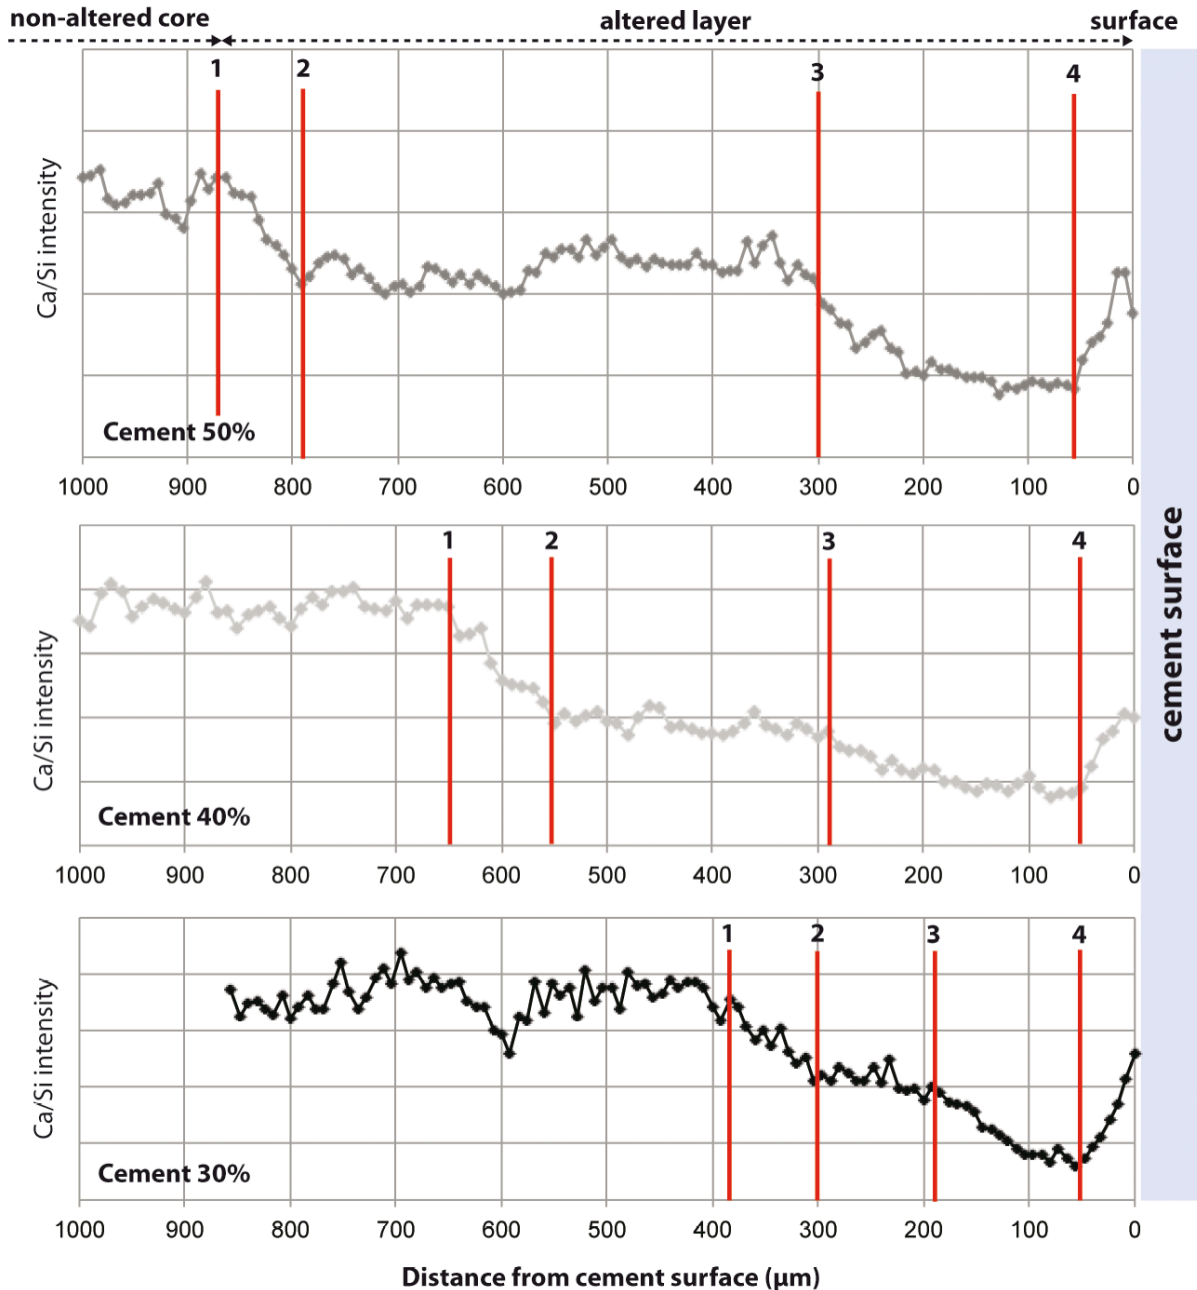 non-altered core altered layer surface
1 2 3 4
Ca/Si intensity
Cement 50%
1000 900 800 700 600 500 400 300 200 100 0
1 2 3 4
Ca/Si intensity
Cement 40%
1000 900 800 700 600 500 400 300 200 100 0
cement surface
1 2 3 4
Ca/Si intensity
Cement 30%
1000 900 800 700 600 500 400 300 200 100 0
Distance from cement surface (µm)